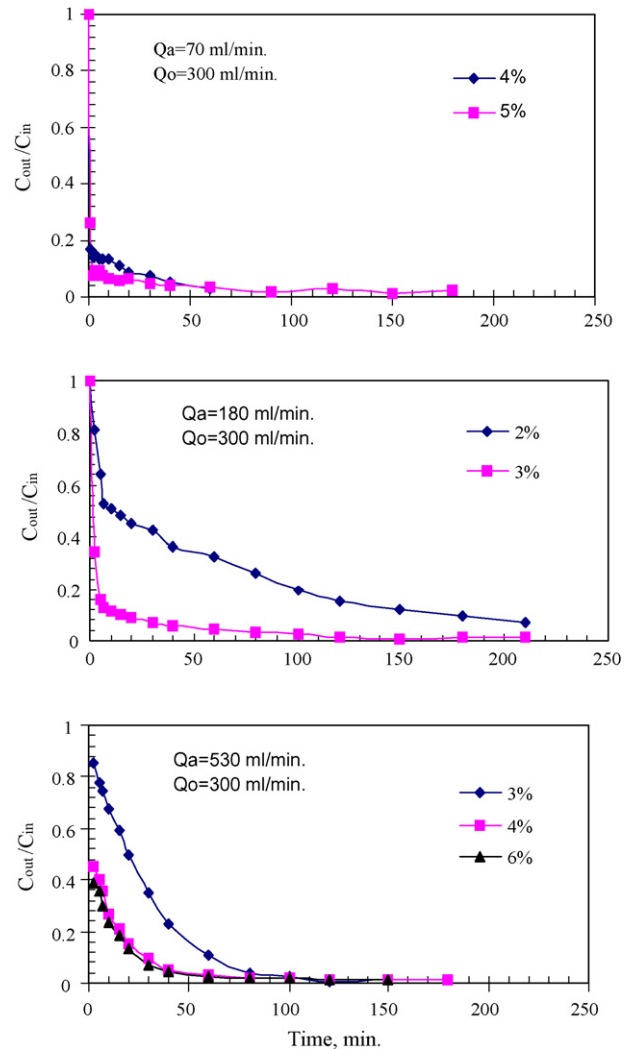 1
Qa=70 ml/min.
Qo=300 ml/min.
0.8
4%
5%
0.6
Cout/Cin
0.4
0.2
0
0 50 100 150 200 250
1
Qa=180 ml/min.
Qo=300 ml/min.
0.8
2%
3%
0.6
Cout/Cin
0.4
0.2
0
0 50 100 150 200 250
1
Qa=530 ml/min.
Qo=300 ml/min.
0.8
3%
4%
6%
0.6
Cout/Cin
0.4
0.2
0
0 50 100 150 200 250
Time, min.